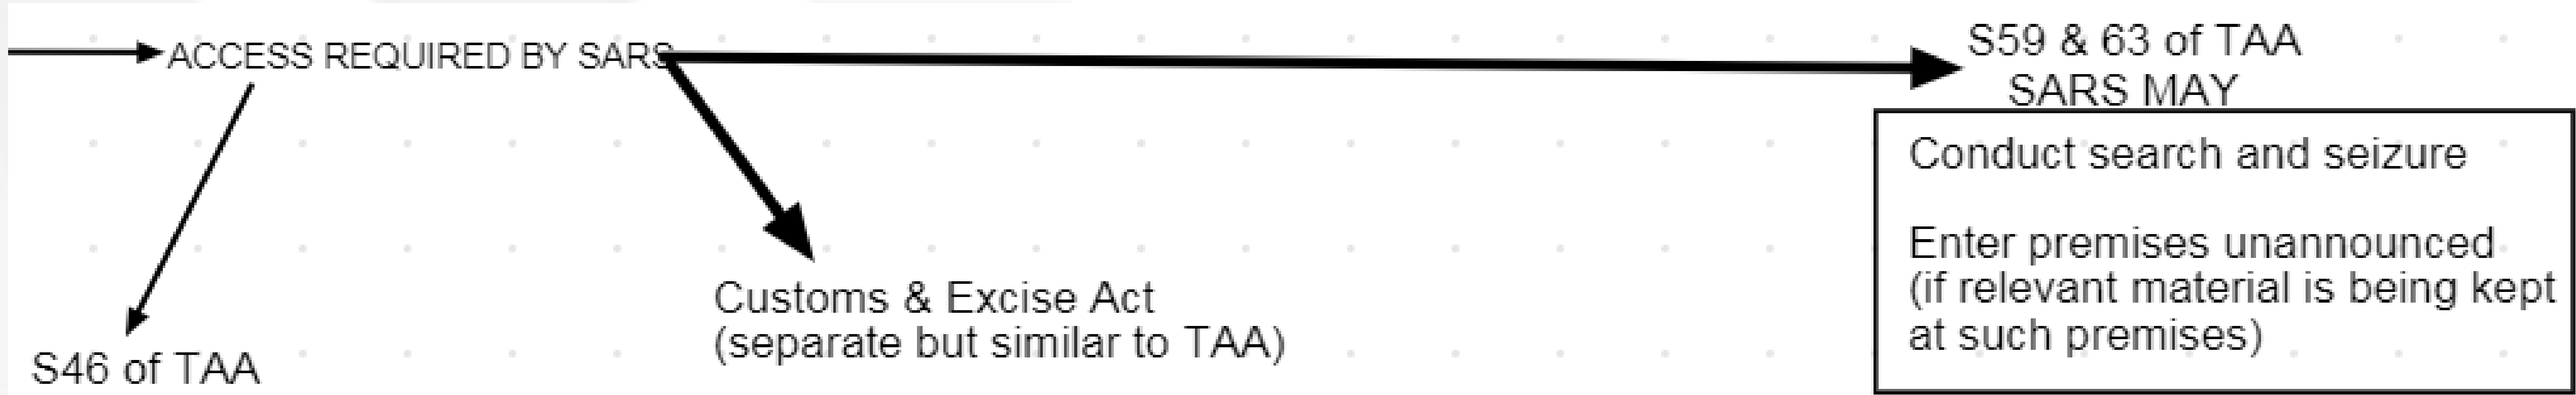 ACCESS REQUIRED BY SARS
S59 & 63 of TAA
SARS MAY
Conduct search and seizure
Enter premises unannounced
(if relevant material is being kept
at such premises)
Customs & Excise Act
(separate but similar to TAA)
S46 of TAA